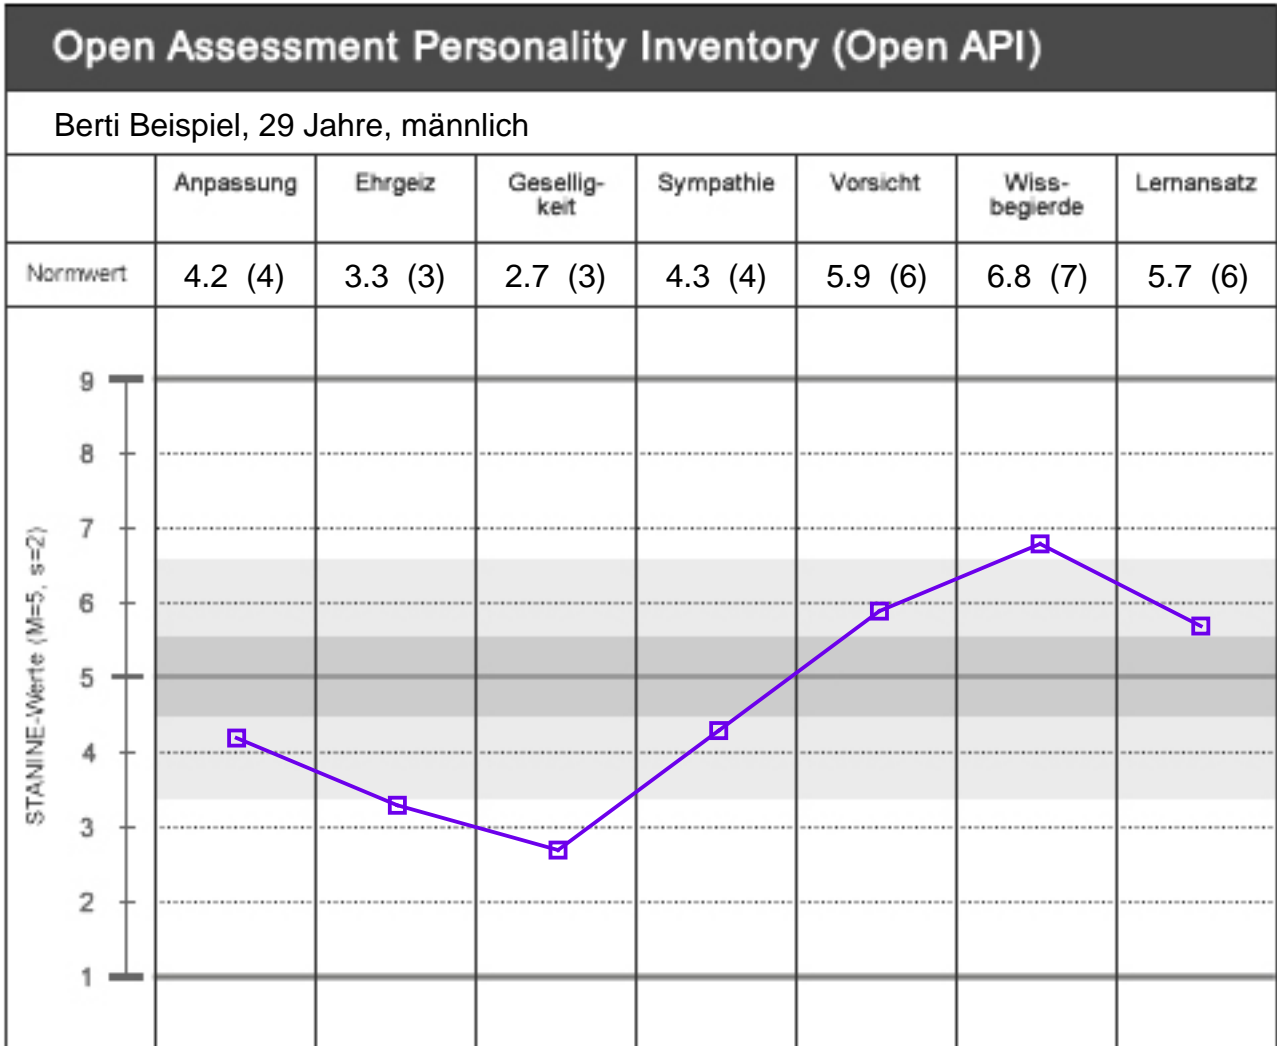 Open Assessment Personality Inventory (Open API)
Berti Beispiel, 29 Jahre, männlich
Anpassung Ehrgeiz Gesellig- Sympathie Vorsicht Wiss- Lernansatz
keit begierde
Normwert 4.2 (4) 3.3 (3) 2.7 (3) 4.3 (4) 5.9 (6) 6.8 (7) 5.7 (6)
9
8
7
6
5
4
3
2
1
STANINE-Werte (M=5, s=2)